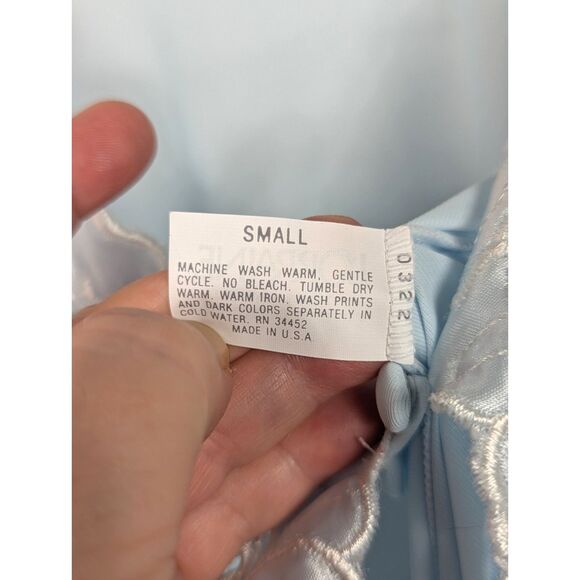 SMALL
MACHINE WASH WARM, GENTLE
CYCLE. NO BLEACH. TUMBLE DRY
WARM. WARM IRON. WASH PRINTS
AND DARK COLORS SEPARATELY IN
COLD WATER. RN 34452
MADE IN U.S.A
0322